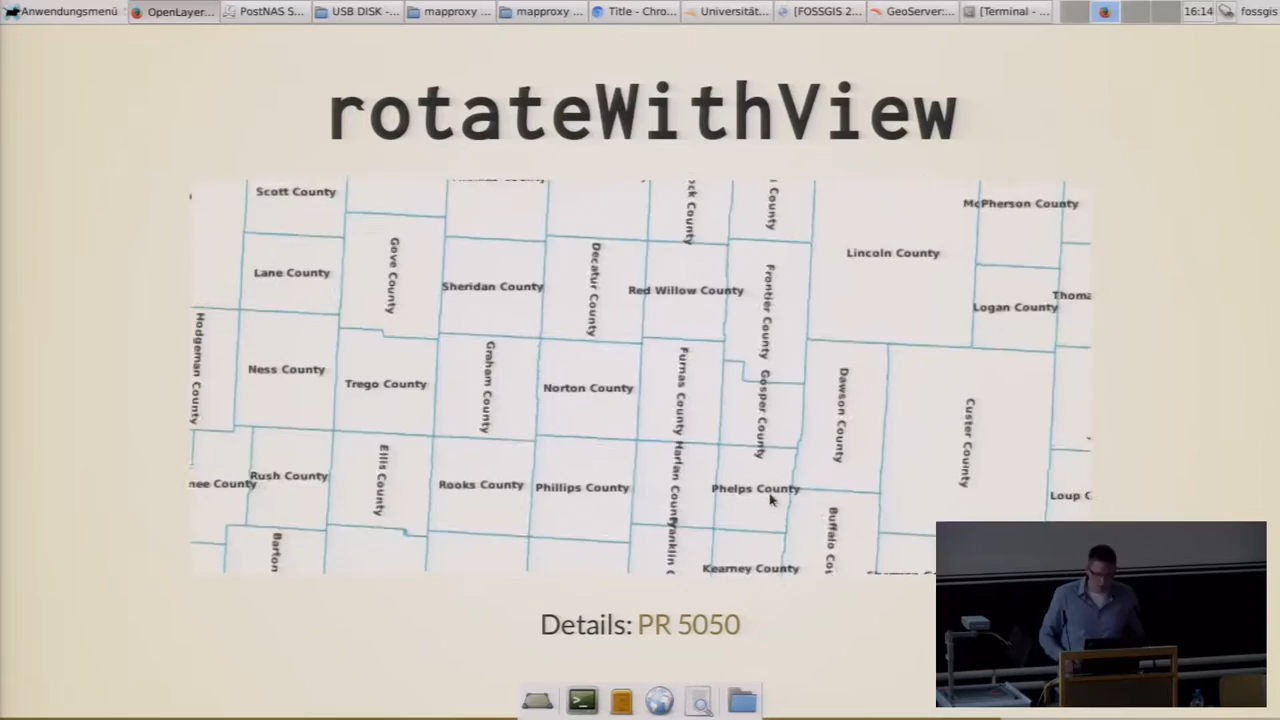 Anwendungsmenü
OpenLayer...
PostNAS S...
USB DISK -...
mapproxy ...
mapproxy ...
Title - Chro...
Universität...
[FOSSGIS 2...
GeoServer:...
[Terminal - ...
16:14
fossgis
rotateWithView
Scott County
McPherson County
Lincoln County
Gove County
Lane County
Sheridan County
Decatur County
Red Willow County
Frontier County
Logan County
Hodgeman County
Ness County
Trego County
Graham County
Norton County
Furnas County
Gosper County
Dawson County
Custer County
Rush County
Ellis County
Rooks County
Phillips County
Harlan County
Phelps County
Loup C
Barton
Kearney County
Details: PR 5050